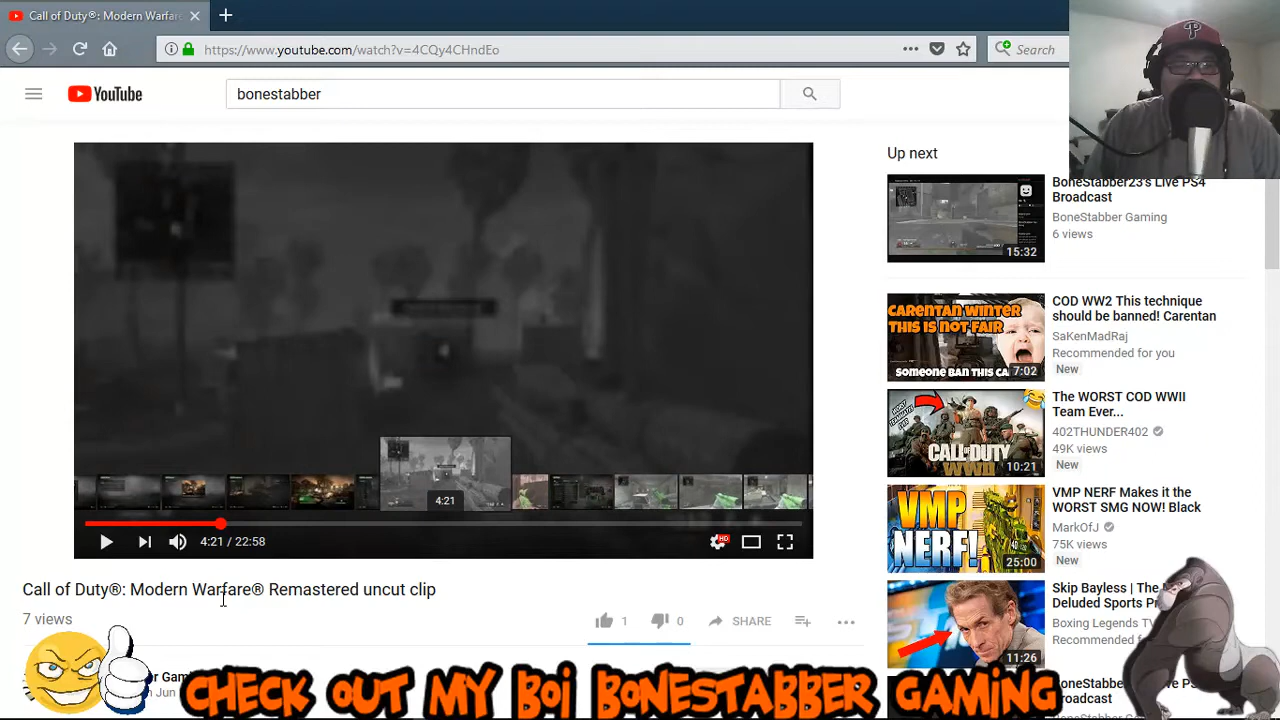 Call of Duty®: Modern Warfare
https://www.youtube.com/watch?v=4CQy4CHndEo
Search
YouTube
bonestabber
Up next
BoneStabber23's Live PS4
Broadcast
BoneStabber Gaming
6 views
15:32
CARENTAN WINTER
THIS IS NOT FAIR
SOMEONE BAN THIS CA
7:02
COD WW2 This technique
should be banned! Carentan
SaKenMadRaj
Recommended for you
New
CALL OF DUTY
WWII
10:21
The WORST COD WWII
Team Ever...
402THUNDER402
49K views
New
VMP
NERF!
25:00
VMP NERF Makes it the
WORST SMG NOW! Black
MarkOfJ
75K views
New
11:26
Skip Bayless | The
Deluded Sports P
Boxing Legends TV
Recommended fo
Broadcast
4:21
4:21 / 22:58
HD
Call of Duty®: Modern Warfare® Remastered uncut clip
7 views
1
0
SHARE
CHECK OUT MY BOI BONESTABBER GAMING